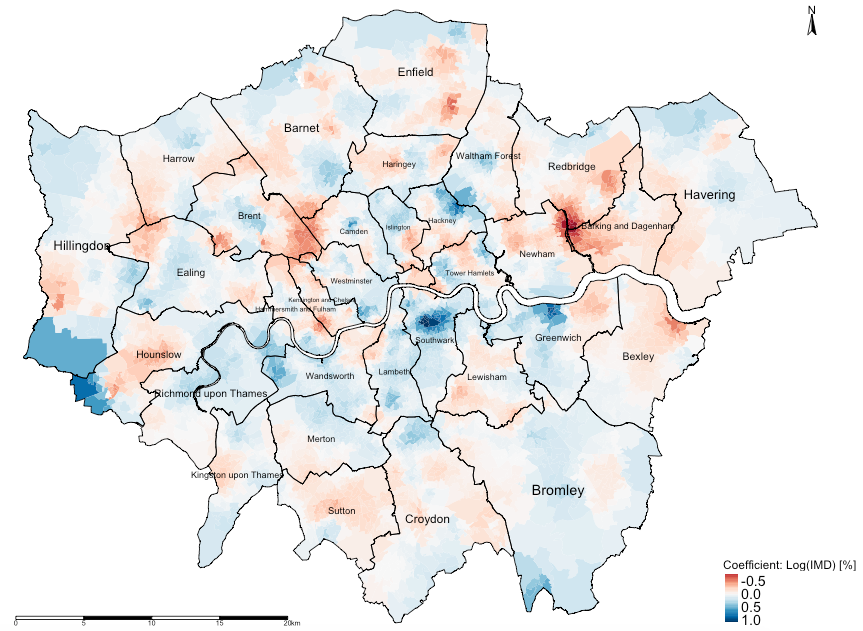 N
Enfield
Barnet
Harrow
Haringey
Waltham Forest
Redbridge
Havering
Brent
Camden
Islington
Hackney
Barking and Dagenham
Hillingdon
Ealing
Westminster
Tower Hamlets
Newham
Kensington and Chelsea
Hammersmith and Fulham
Hounslow
Southwark
Greenwich
Bexley
Richmond upon Thames
Wandsworth
Lambeth
Lewisham
Merton
Kingston upon Thames
Sutton
Croydon
Bromley
Coefficient: Log(IMD) [%]
-0.5
0.0
0.5
1.0
0 5 10 15 20km